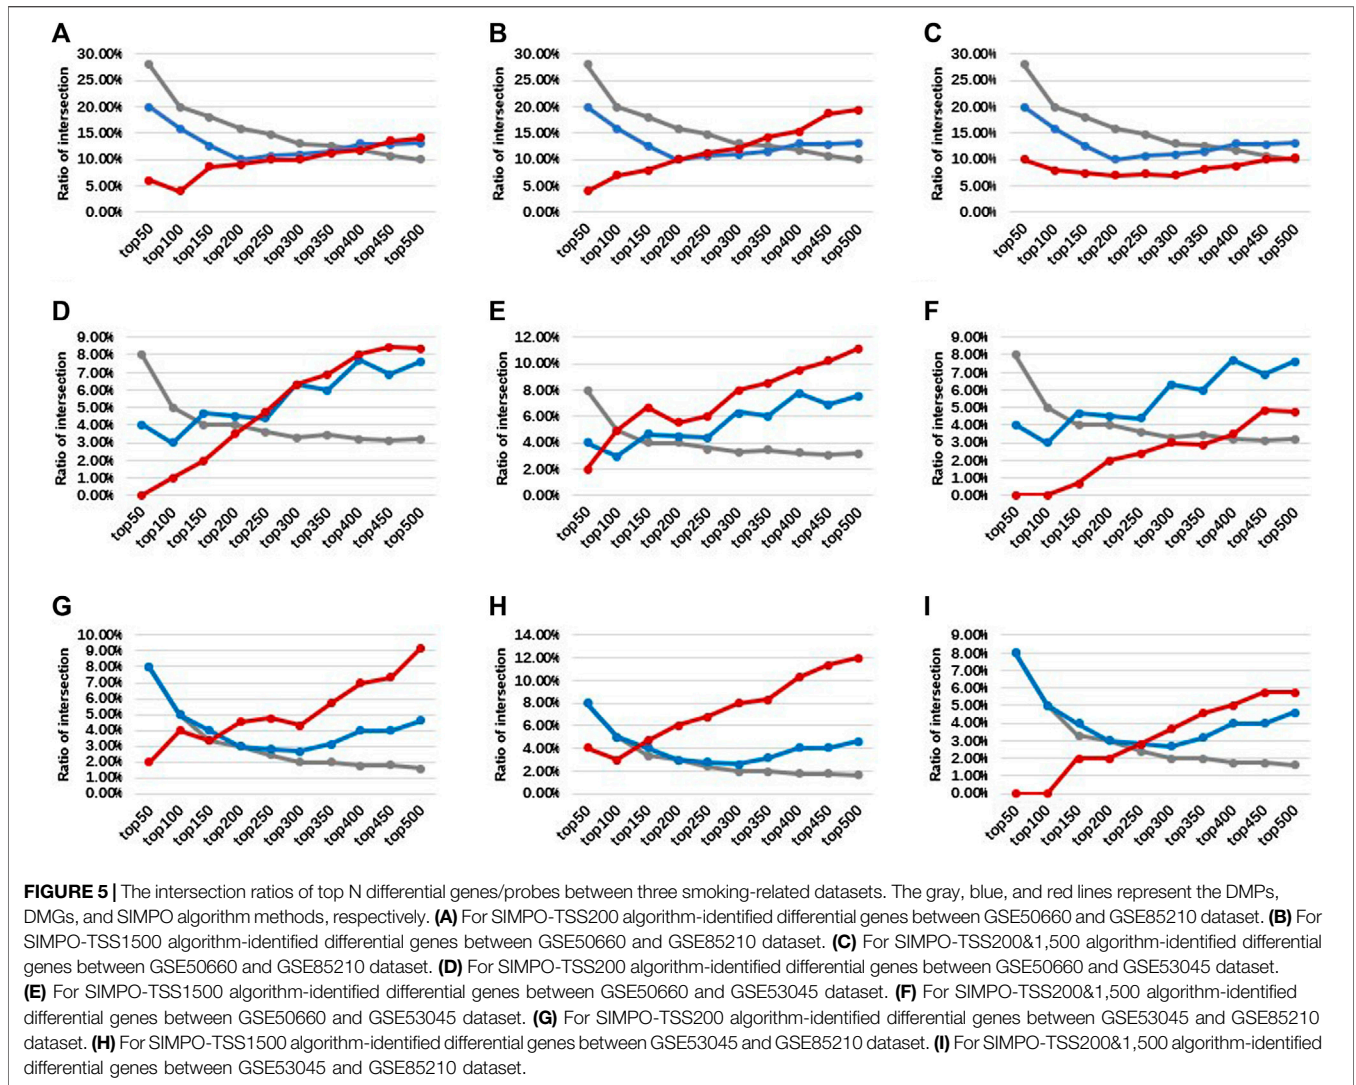 A
Ratio of intersection
30.00%
25.00%
20.00%
15.00%
10.00%
5.00%
0.00%
top50 top100 top150 top200 top250 top300 top350 top400 top450 top500
B
Ratio of intersection
30.00%
25.00%
20.00%
15.00%
10.00%
5.00%
0.00%
top50 top100 top150 top200 top250 top300 top350 top400 top450 top500
C
Ratio of intersection
30.00%
25.00%
20.00%
15.00%
10.00%
5.00%
0.00%
top50 top100 top150 top200 top250 top300 top350 top400 top450 top500
D
Ratio of intersection
9.00%
8.00%
7.00%
6.00%
5.00%
4.00%
3.00%
2.00%
1.00%
0.00%
top50 top100 top150 top200 top250 top300 top350 top400 top450 top500
E
Ratio of intersection
12.00%
10.00%
8.00%
6.00%
4.00%
2.00%
0.00%
top50 top100 top150 top200 top250 top300 top350 top400 top450 top500
F
Ratio of intersection
9.00%
8.00%
7.00%
6.00%
5.00%
4.00%
3.00%
2.00%
1.00%
0.00%
top50 top100 top150 top200 top250 top300 top350 top400 top450 top500
G
Ratio of intersection
10.00%
9.00%
8.00%
7.00%
6.00%
5.00%
4.00%
3.00%
2.00%
1.00%
0.00%
top50 top100 top150 top200 top250 top300 top350 top400 top450 top500
H
Ratio of intersection
14.00%
12.00%
10.00%
8.00%
6.00%
4.00%
2.00%
0.00%
top50 top100 top150 top200 top250 top300 top350 top400 top450 top500
I
Ratio of intersection
9.00%
8.00%
7.00%
6.00%
5.00%
4.00%
3.00%
2.00%
1.00%
0.00%
top50 top100 top150 top200 top250 top300 top350 top400 top450 top500
FIGURE 5 | The intersection ratios of top N differential genes/probes between three smoking-related datasets. The gray, blue, and red lines represent the DMPs,
DMGs, and SIMPO algorithm methods, respectively. (A) For SIMPO-TSS200 algorithm-identified differential genes between GSE50660 and GSE85210 dataset. (B) For
SIMPO-TSS1500 algorithm-identified differential genes between GSE50660 and GSE85210 dataset. (C) For SIMPO-TSS200&1,500 algorithm-identified differential
genes between GSE50660 and GSE85210 dataset. (D) For SIMPO-TSS200 algorithm-identified differential genes between GSE50660 and GSE53045 dataset.
(E) For SIMPO-TSS1500 algorithm-identified differential genes between GSE50660 and GSE53045 dataset. (F) For SIMPO-TSS200&1,500 algorithm-identified
differential genes between GSE50660 and GSE53045 dataset. (G) For SIMPO-TSS200 algorithm-identified differential genes between GSE53045 and GSE85210
dataset. (H) For SIMPO-TSS1500 algorithm-identified differential genes between GSE53045 and GSE85210 dataset. (I) For SIMPO-TSS200&1,500 algorithm-identified
differential genes between GSE53045 and GSE85210 dataset.